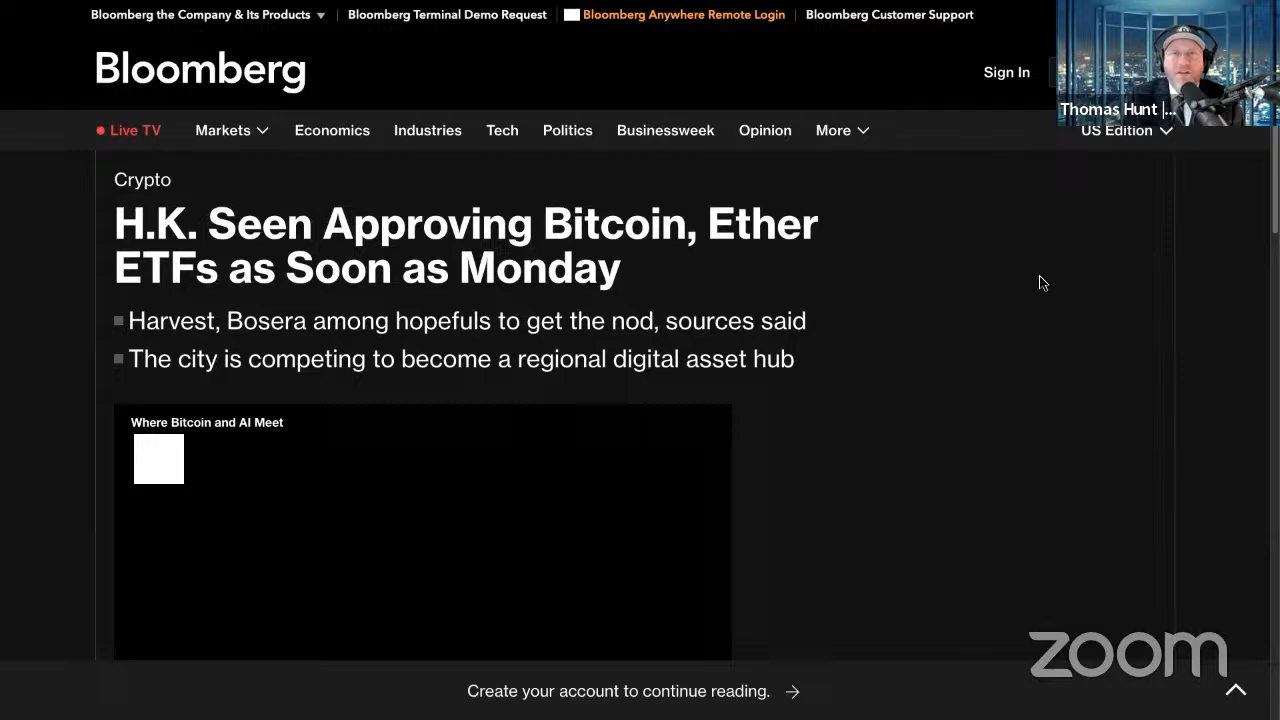 Bloomberg the Company & Its Products
Bloomberg Terminal Demo Request
Bloomberg Anywhere Remote Login
Bloomberg Customer Support
Bloomberg
Sign In
Thomas Hunt |...
Live TV
Markets
Economics
Industries
Tech
Politics
Businessweek
Opinion
More
US Edition
Crypto
H.K. Seen Approving Bitcoin, Ether
ETFs as Soon as Monday
Harvest, Bosera among hopefuls to get the nod, sources said
The city is competing to become a regional digital asset hub
Where Bitcoin and AI Meet
zoom
Create your account to continue reading.